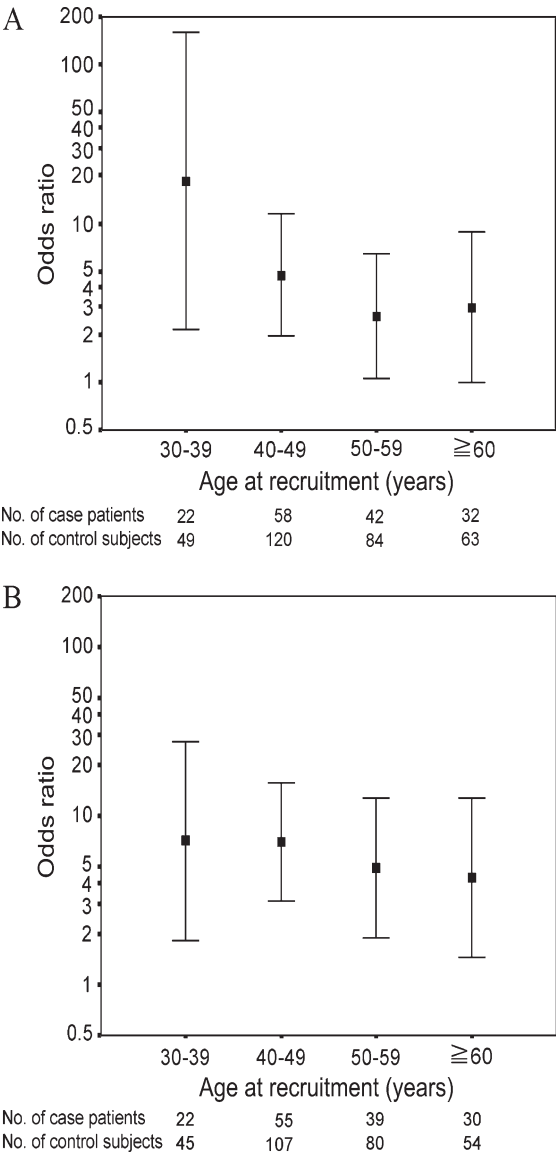 A
200
100
50
40
30
20
10
5
4
3
2
1
0.5
Odds ratio
30-39 40-49 50-59 ≧60
Age at recruitment (years)
No. of case patients 22 58 42 32
No. of control subjects 49 120 84 63
B
200
100
50
40
30
20
10
5
4
3
2
1
0.5
Odds ratio
30-39 40-49 50-59 ≧60
Age at recruitment (years)
No. of case patients 22 55 39 30
No. of control subjects 45 107 80 54